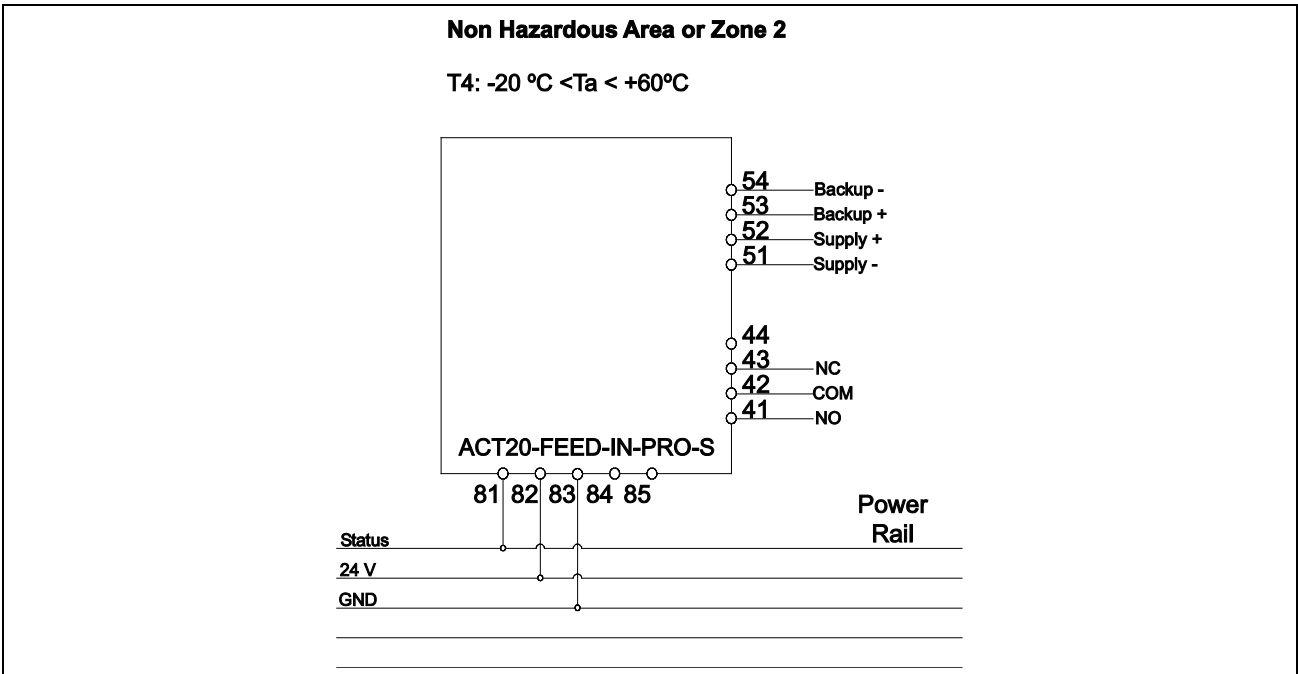 Non Hazardous Area or Zone 2
T4: -20 ºC <Ta < +60ºC
54 Backup -
53 Backup +
52 Supply +
51 Supply -
44
43 NC
42 COM
41 NO
ACT20-FEED-IN-PRO-S
81 82 83 84 85
Power
Rail
Status
24 V
GND